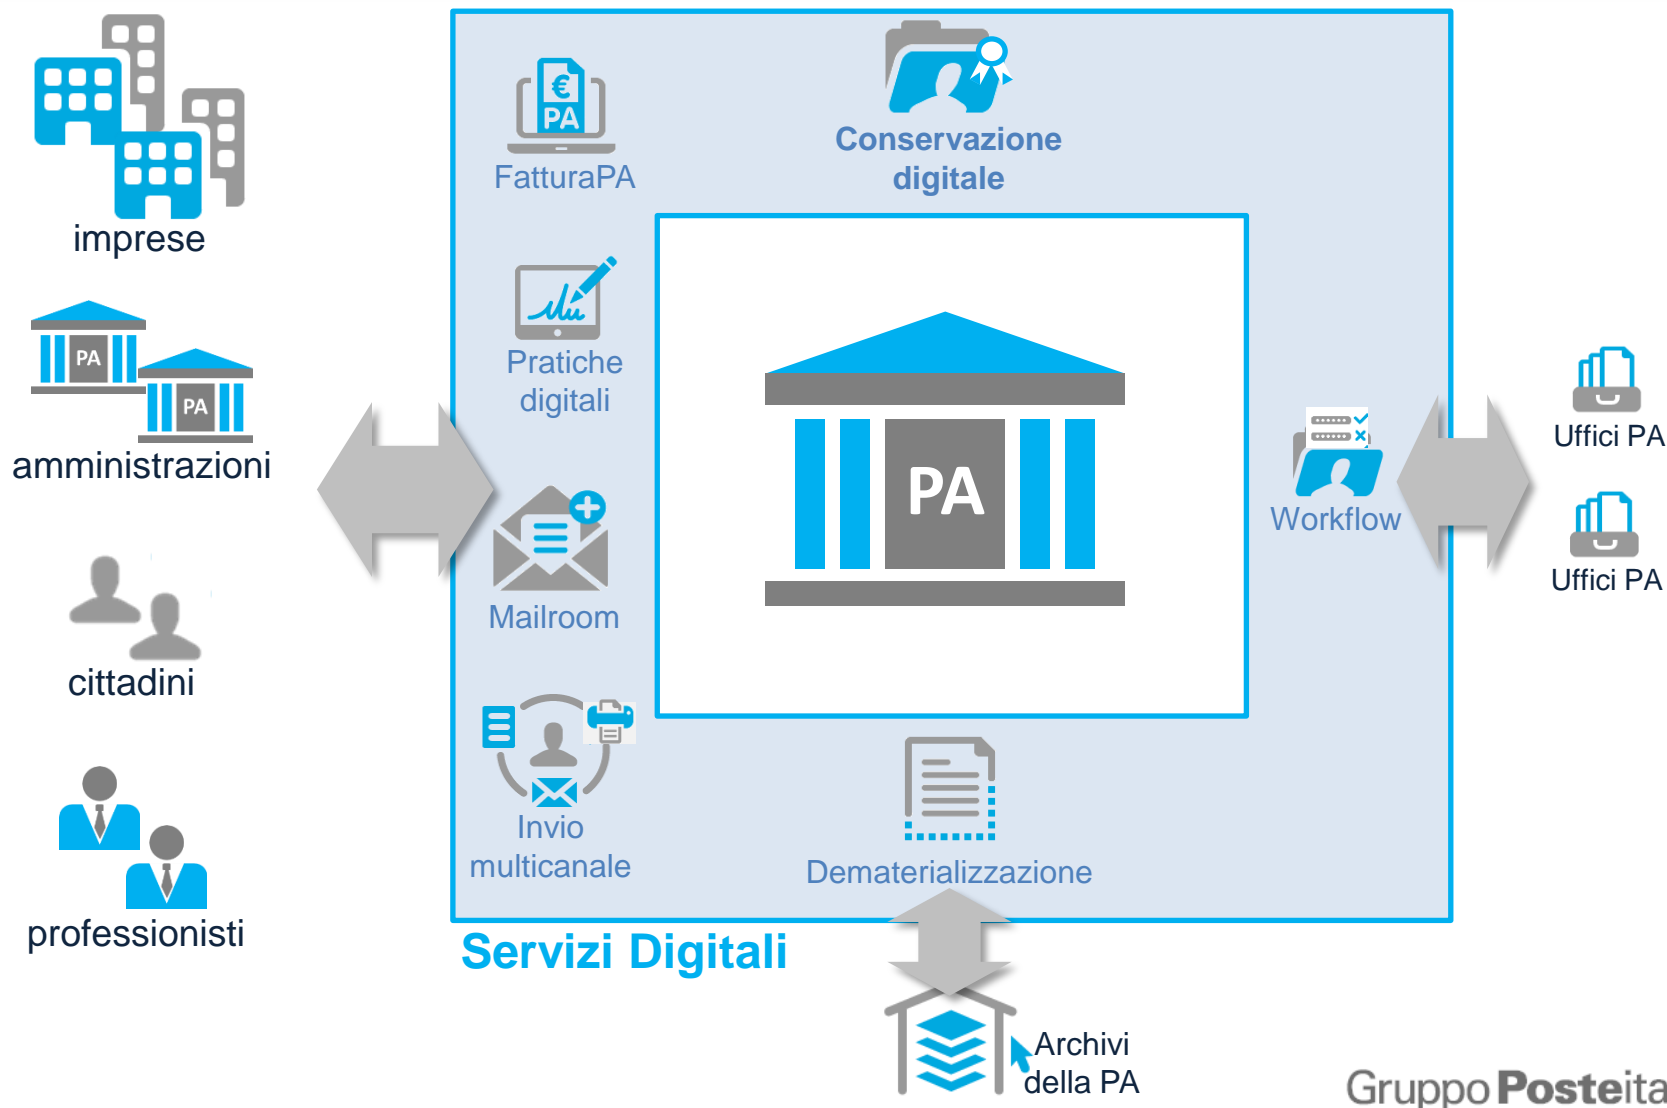 imprese
PA
PA
amministrazioni
cittadini
professionisti
€
PA
FatturaPA
Pratiche
digitali
Mailroom
Invio
multicanale
Conservazione
digitale
PA
Workflow
Dematerializzazione
Servizi Digitali
Uffici PA
Uffici PA
Archivi
della PA
Gruppo Posteita